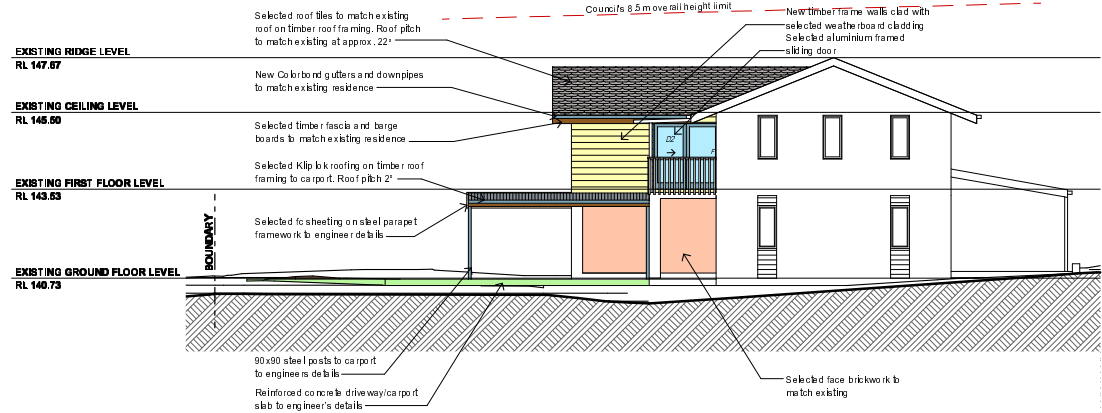 Council's 8.5m overall height limit
Selected roof tiles to match existing
roof on timber roof framing. Roof pitch
to match existing at approx. 22°
New timber frame walls clad with
selected weatherboard cladding
Selected aluminium framed
sliding door
EXISTING RIDGE LEVEL
RL 147.67
New Colorbond gutters and downpipes
to match existing residence
EXISTING CEILING LEVEL
RL 145.60
Selected timber fascia and barge
boards to match existing residence
D2
F
Selected Kliplok roofing on timber roof
framing to carport. Roof pitch 2°
EXISTING FIRST FLOOR LEVEL
RL 143.53
BOUNDARY
Selected fc sheeting on steel parapet
framework to engineer details
EXISTING GROUND FLOOR LEVEL
RL 140.73
90x90 steel posts to carport
to engineers details
Reinforced concrete driveway/carport
slab to engineer's details
Selected face brickwork to
match existing